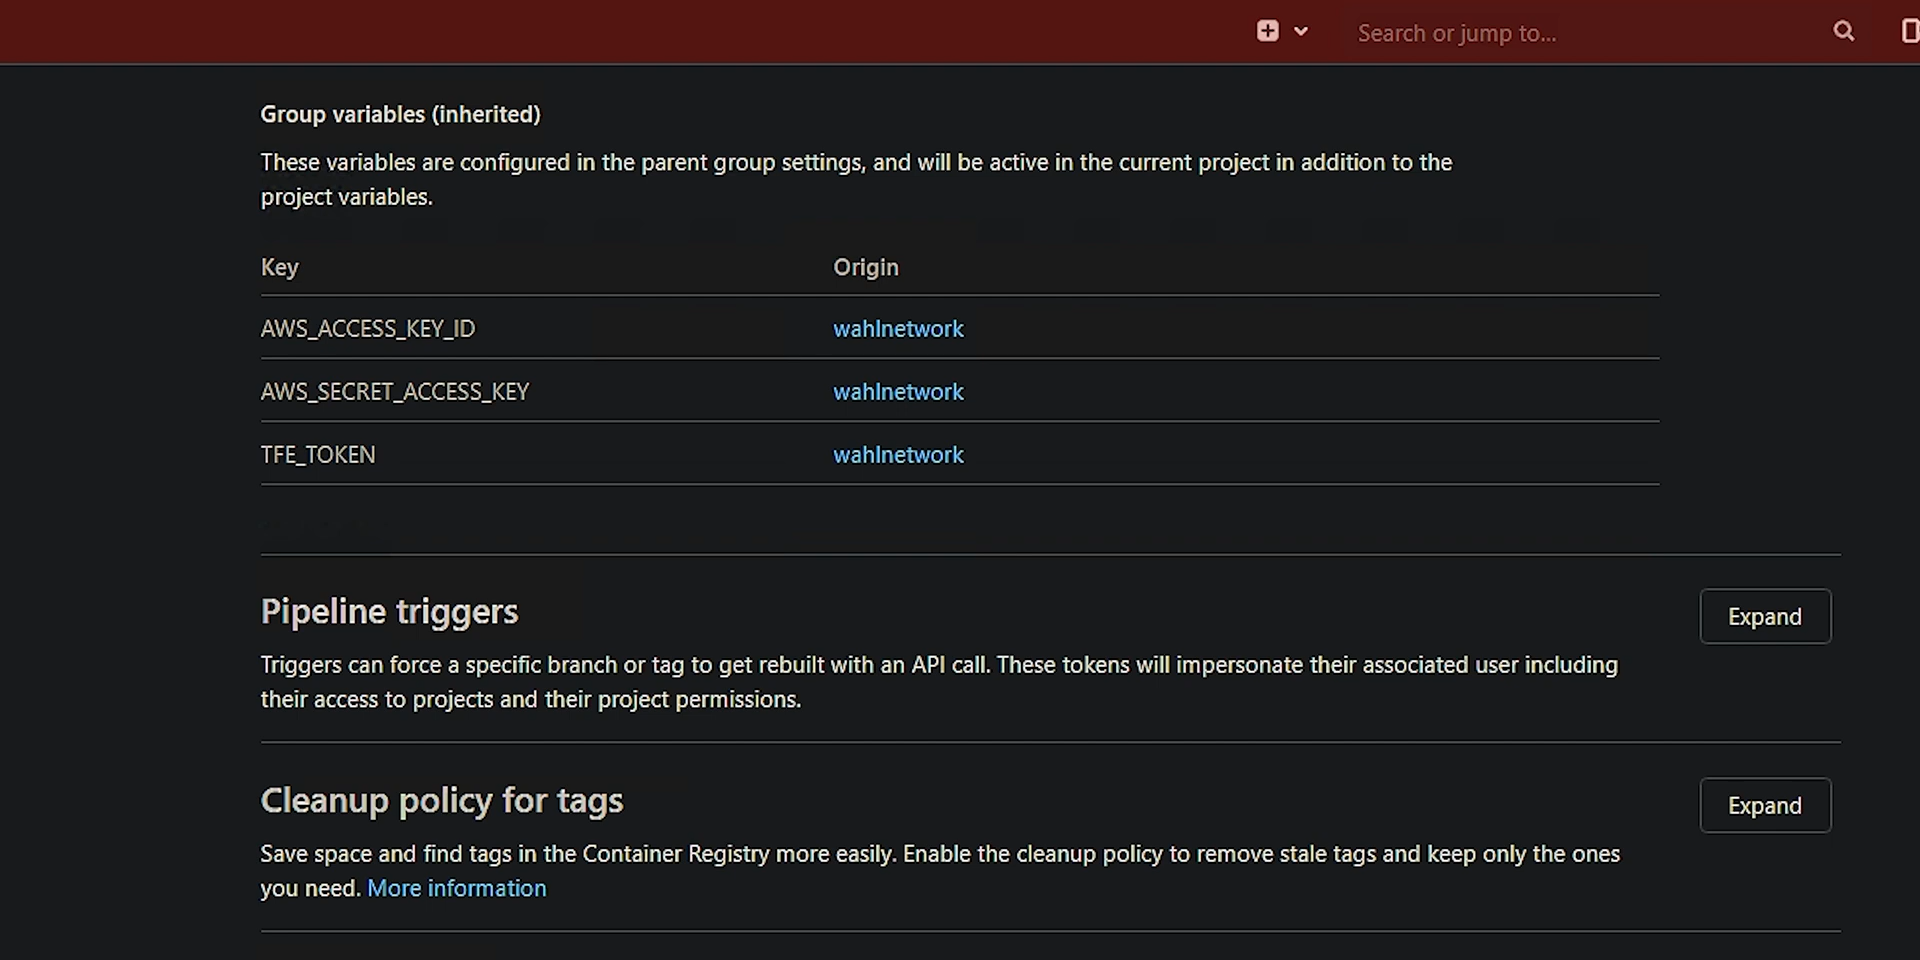 Search or jump to...
Group variables (inherited)
These variables are configured in the parent group settings, and will be active in the current project in addition to the
project variables.
Key Origin
AWS_ACCESS_KEY_ID wahlnetwork
AWS_SECRET_ACCESS_KEY wahlnetwork
TFE_TOKEN wahlnetwork
Pipeline triggers Expand
Triggers can force a specific branch or tag to get rebuilt with an API call. These tokens will impersonate their associated user including
their access to projects and their project permissions.
Cleanup policy for tags Expand
Save space and find tags in the Container Registry more easily. Enable the cleanup policy to remove stale tags and keep only the ones
you need. More information